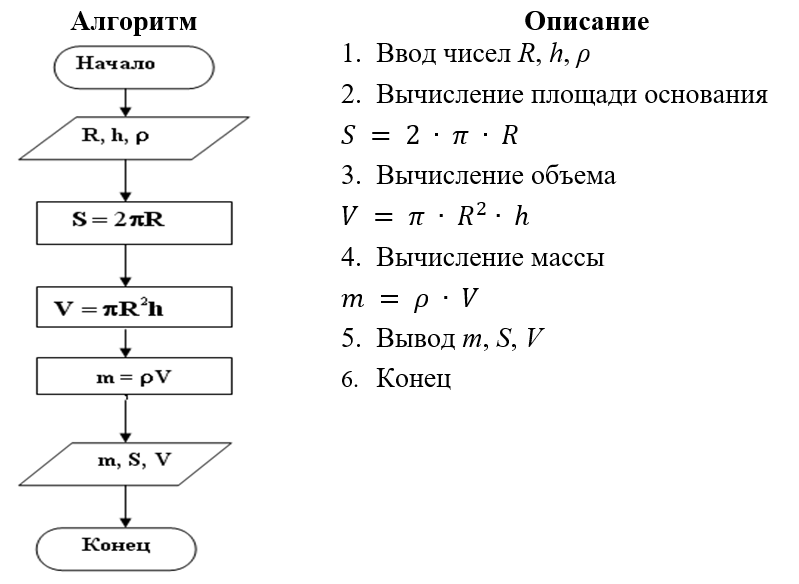 Алгоритм
Начало
R, h, ρ
S = 2πR
V = πR²h
m = ρV
m, S, V
Конец
Описание
1. Ввод чисел R, h, ρ
2. Вычисление площади основания
S = 2 · π · R
3. Вычисление объема
V = π · R² · h
4. Вычисление массы
m = ρ · V
5. Вывод m, S, V
6. Конец